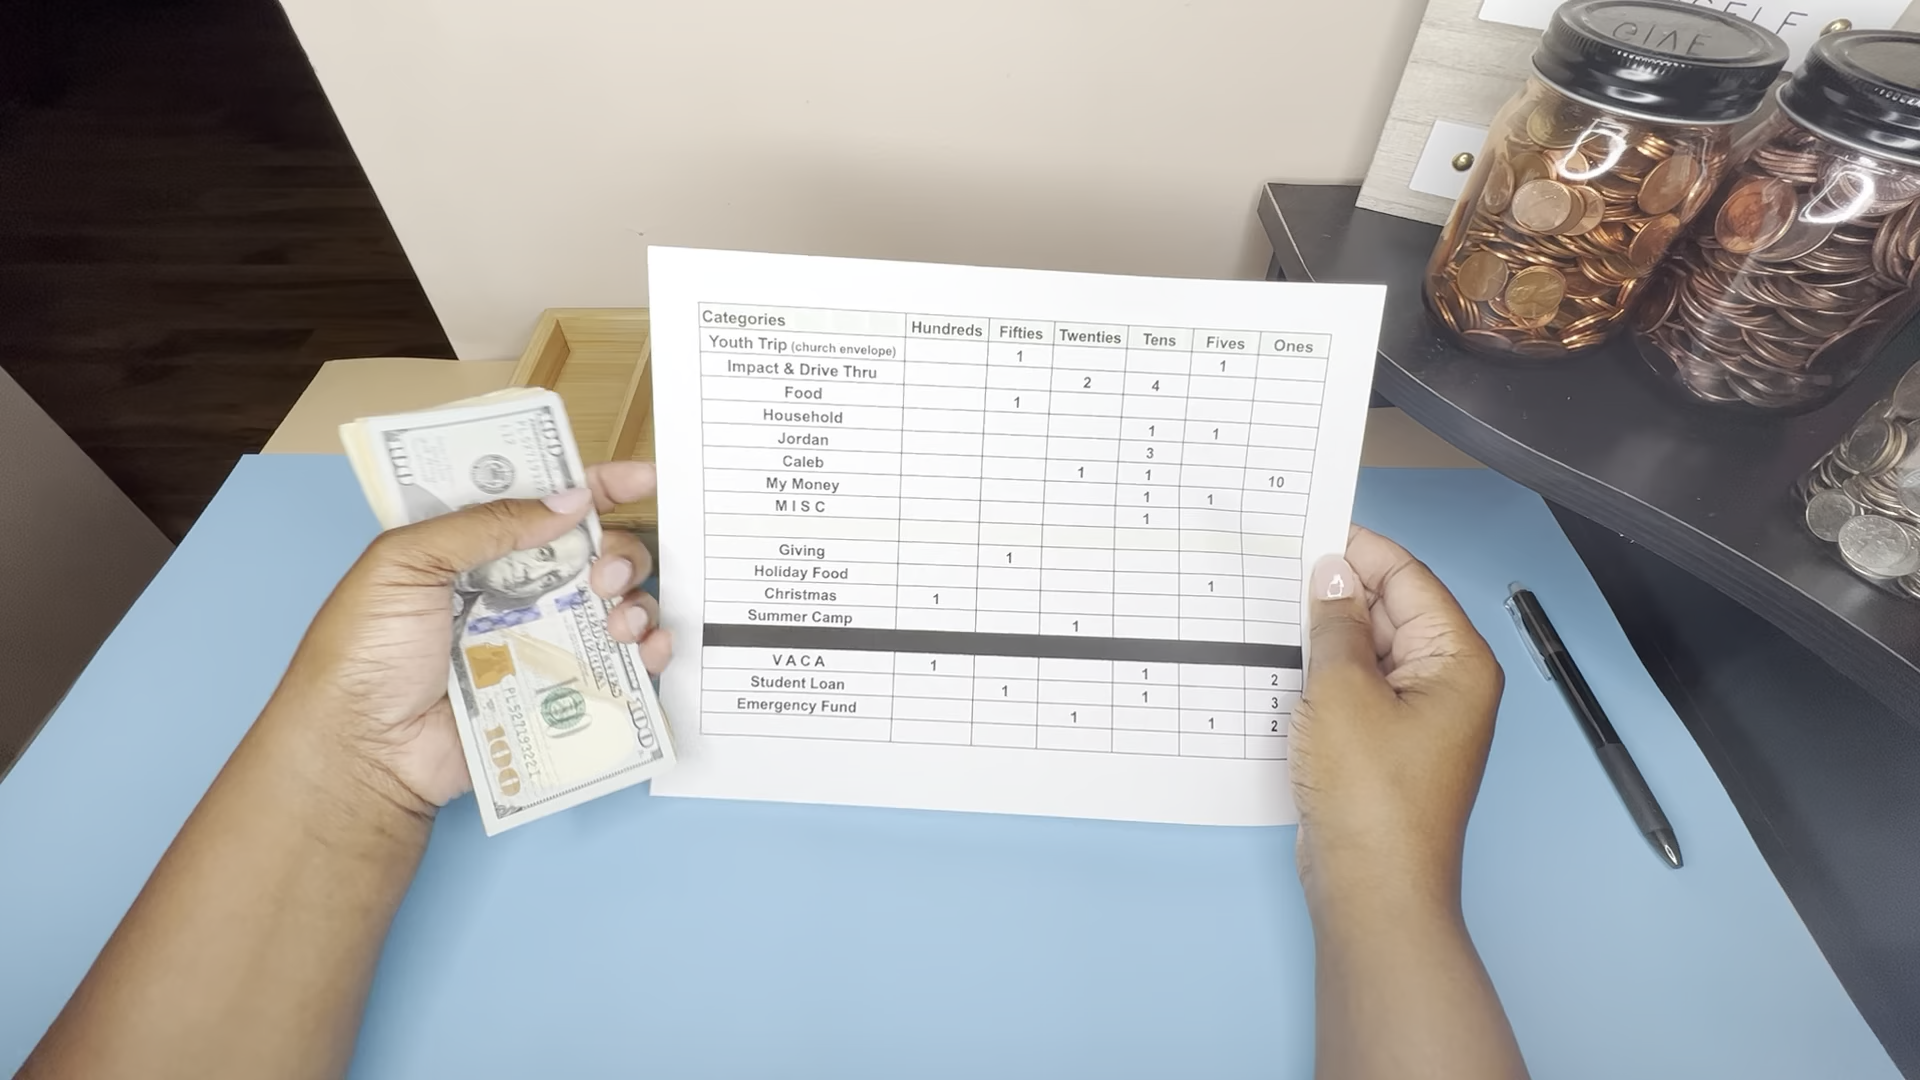 GIVE
Categories Hundreds Fifties Twenties Tens Fives Ones
Youth Trip (church envelope) 1 1
Impact & Drive Thru 2 4
Food 1
Household 1 1
Jordan 3
Caleb 1 1 10
My Money 1 1
MISC 1
Giving 1
Holiday Food 1
Christmas 1
Summer Camp 1
VACA 1 1 2
Student Loan 1 1 3
Emergency Fund 1 1 2
100
100
100